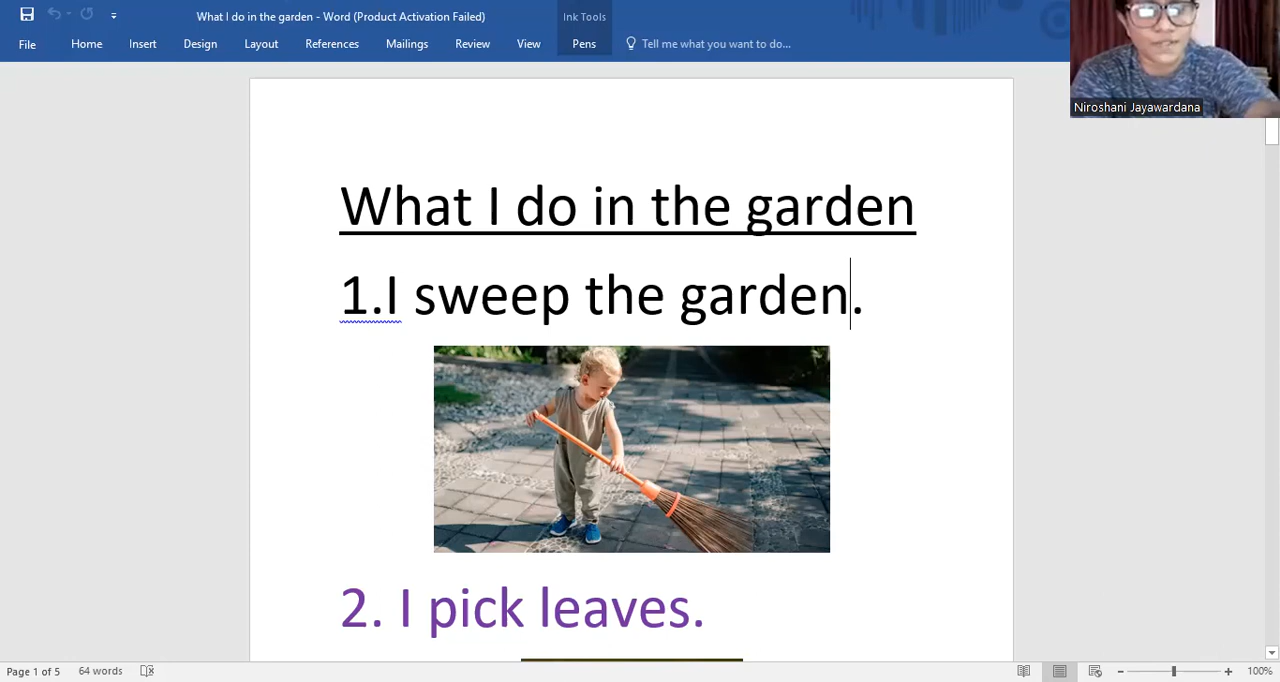 What I do in the garden - Word (Product Activation Failed)
Ink Tools
File Home Insert Design Layout References Mailings Review View Pens Tell me what you want to do...
Niroshani Jayawardana
What I do in the garden
1.I sweep the garden.
2. I pick leaves.
Page 1 of 5 64 words
100%